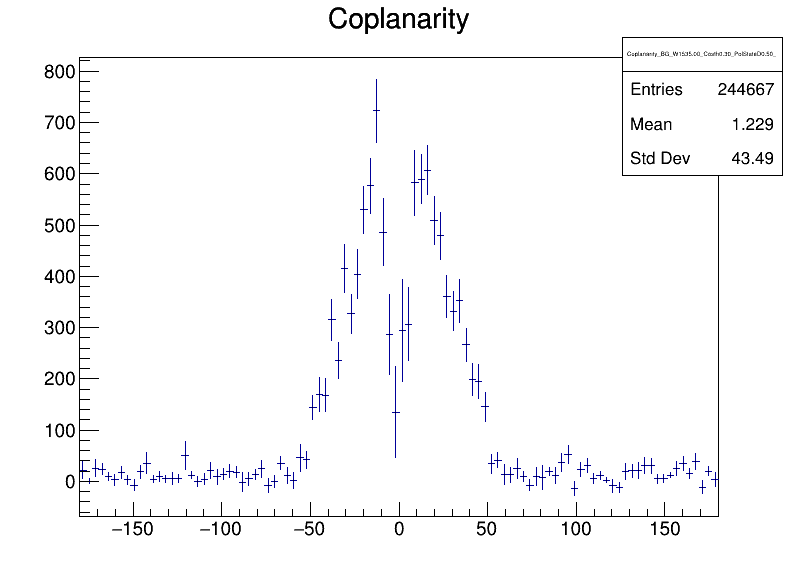 Coplanarity
Coplanarity_BG_W1535.00_Costh0.30_PolStateD0.50_
Entries 244667
Mean 1.229
Std Dev 43.49
800
700
600
500
400
300
200
100
0
−150 −100 −50 0 50 100 150